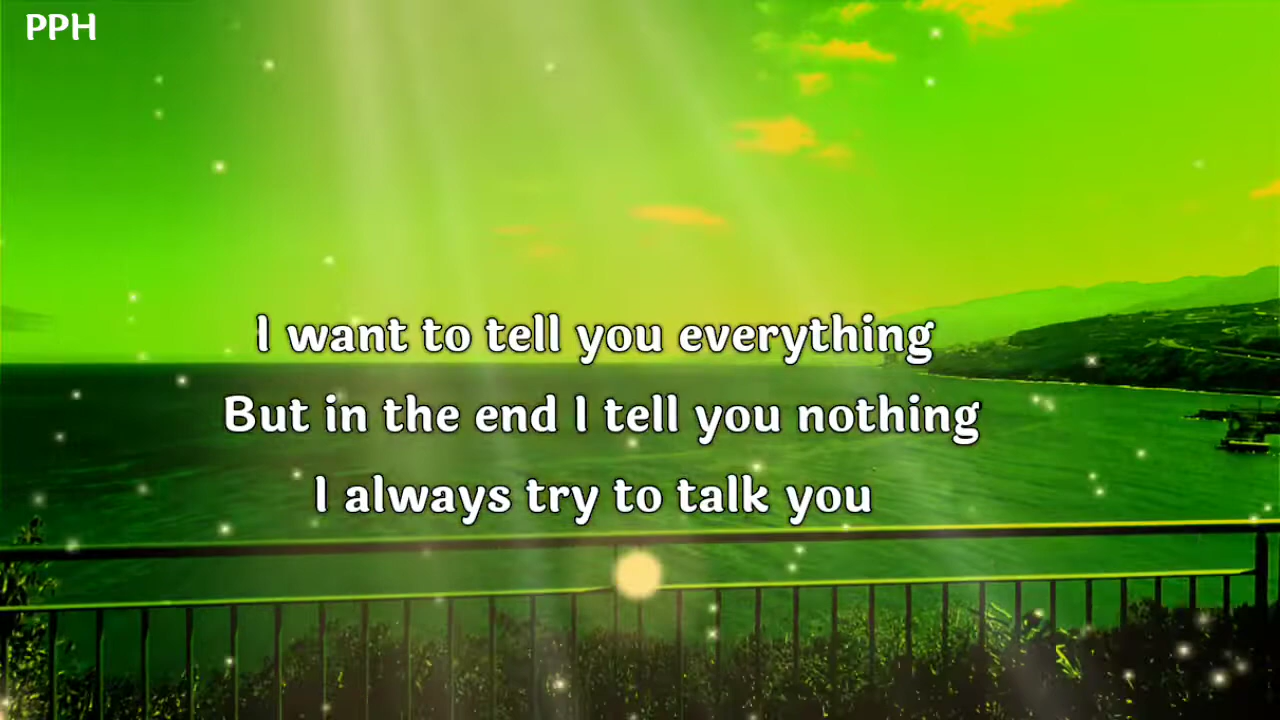 PPH
I want to tell you everything
But in the end I tell you nothing
I always try to talk you